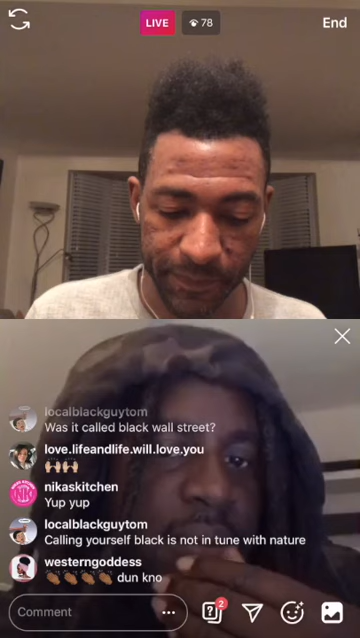 LIVE 78 End
localblackguytom
Was it called black wall street?
love.lifeandlife.will.love.you
🙌🏼🙌🏼
nikaskitchen
Yup yup
localblackguytom
Calling yourself black is not in tune with nature
westerngoddess
👏🏾👏🏾👏🏾👏🏾 dun kno
Comment
2